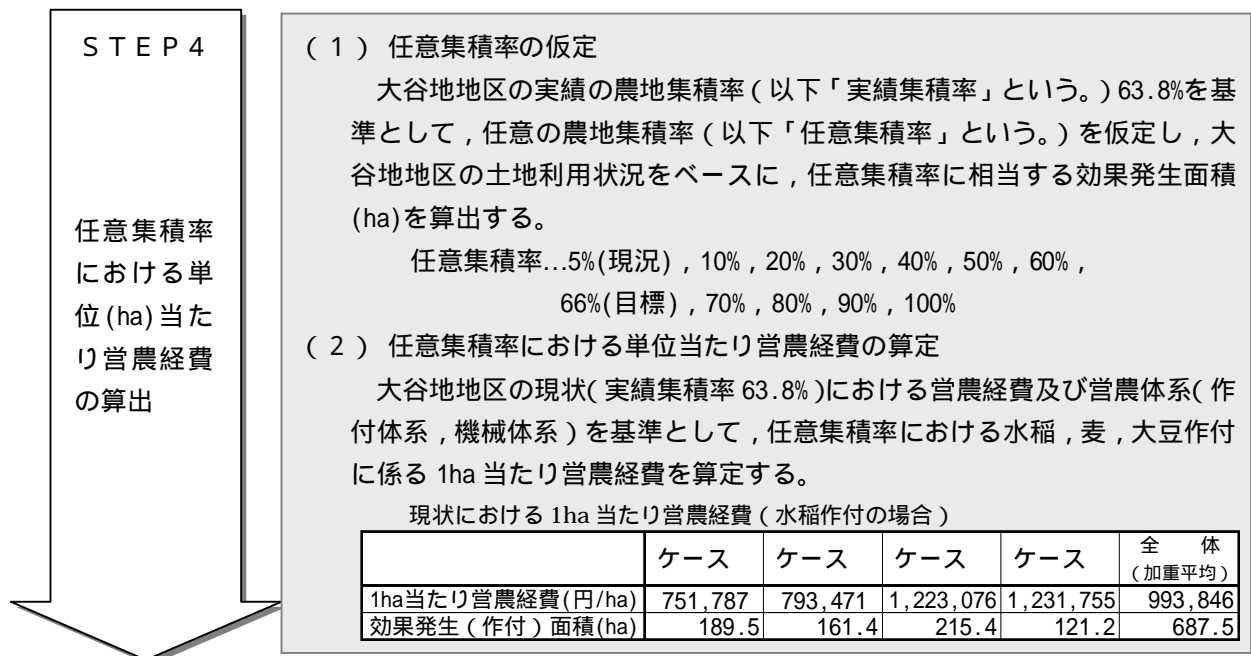 ＳＴＥＰ４
任意集積率
における単
位(ha)当た
り営農経費
の算出
（１） 任意集積率の仮定
大谷地地区の実績の農地集積率（以下「実績集積率」という。）63.8%を基
準として，任意の農地集積率（以下「任意集積率」という。）を仮定し，大
谷地地区の土地利用状況をベースに，任意集積率に相当する効果発生面積
(ha)を算出する。
任意集積率…5%(現況)，10%，20%，30%，40%，50%，60%，
66%(目標)，70%，80%，90%，100%
（２） 任意集積率における単位当たり営農経費の算定
大谷地地区の現状(実績集積率 63.8%)における営農経費及び営農体系(作
付体系，機械体系）を基準として，任意集積率における水稲，麦，大豆作付
に係る 1ha 当たり営農経費を算定する。
現状における 1ha 当たり営農経費（水稲作付の場合）
ケース ケース ケース ケース 全　体
（加重平均）
1ha当たり営農経費(円/ha) 751,787 793,471 1,223,076 1,231,755 993,846
効果発生（作付）面積(ha) 189.5 161.4 215.4 121.2 687.5